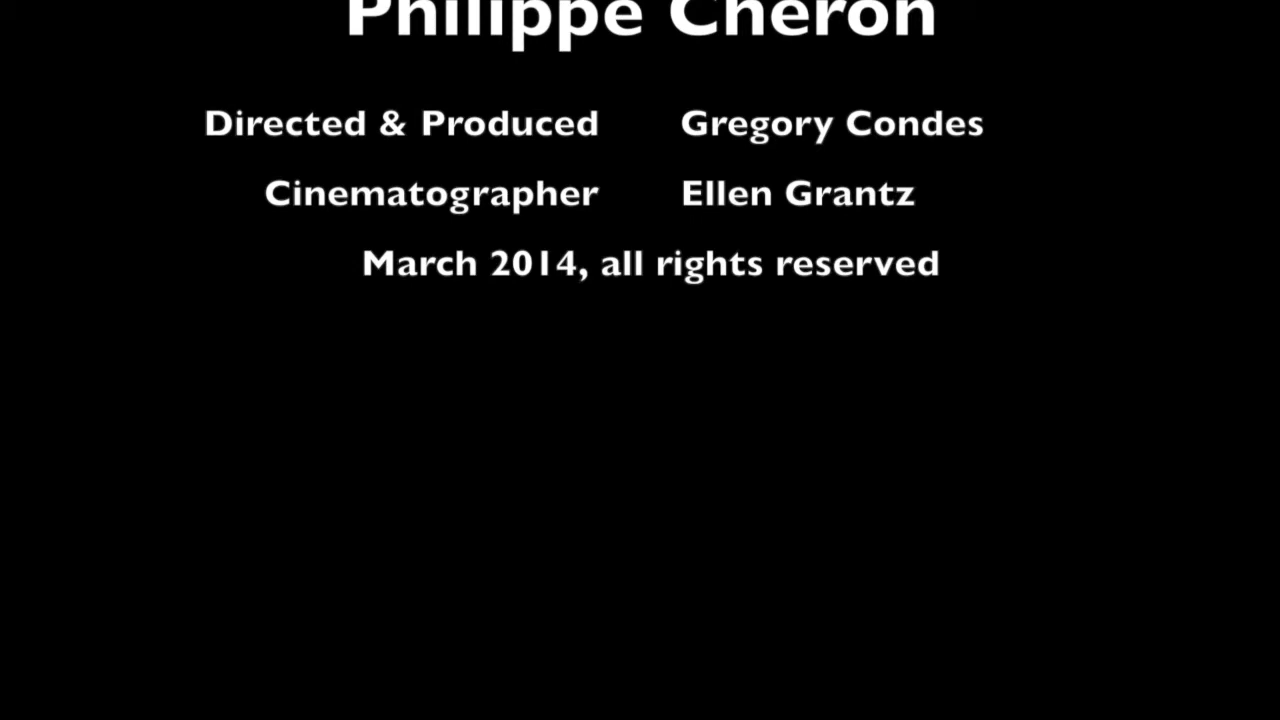 Philippe Cheron
Directed & Produced Gregory Condes
Cinematographer Ellen Grantz
March 2014, all rights reserved